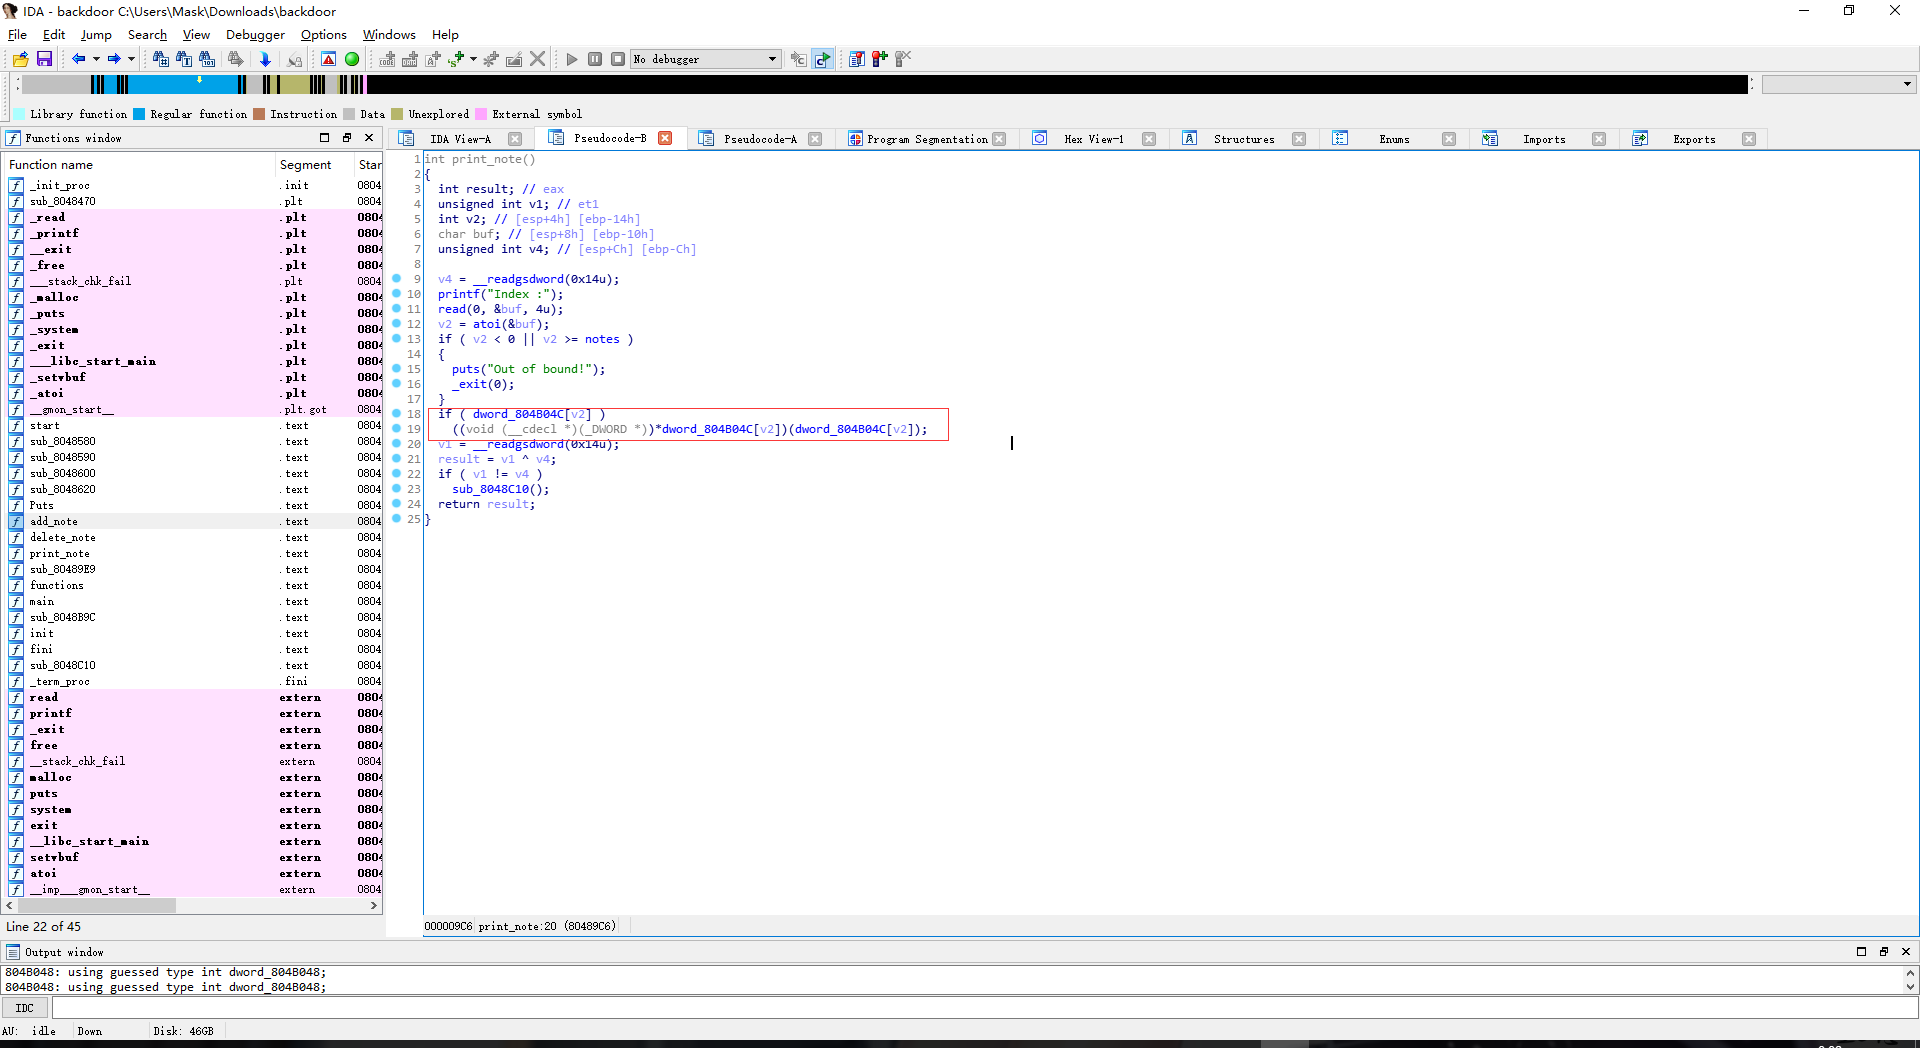 IDA - backdoor C:\Users\Mask\Downloads\backdoor
File Edit Jump Search View Debugger Options Windows Help
No debugger
Library function Regular function Instruction Data Unexplored External symbol
Functions window
IDA View-A Pseudocode-B Pseudocode-A Program Segmentation Hex View-1 Structures Enums Imports Exports
Function name Segment Star
_init_proc .init 0804
sub_8048470 .plt 0804
_read .plt 0804
_printf .plt 0804
__exit .plt 0804
_free .plt 0804
___stack_chk_fail .plt 0804
_malloc .plt 0804
_puts .plt 0804
_system .plt 0804
_exit .plt 0804
___libc_start_main .plt 0804
_setvbuf .plt 0804
_atoi .plt 0804
__gmon_start__ .plt.got 0804
start .text 0804
sub_8048580 .text 0804
sub_8048590 .text 0804
sub_8048600 .text 0804
sub_8048620 .text 0804
Puts .text 0804
add_note .text 0804
delete_note .text 0804
print_note .text 0804
sub_80489E9 .text 0804
functions .text 0804
main .text 0804
sub_8048B9C .text 0804
init .text 0804
fini .text 0804
sub_8048C10 .text 0804
_term_proc .fini 0804
read extern 0804
printf extern 0804
_exit extern 0804
free extern 0804
__stack_chk_fail extern 0804
malloc extern 0804
puts extern 0804
system extern 0804
exit extern 0804
__libc_start_main extern 0804
setvbuf extern 0804
atoi extern 0804
__imp___gmon_start__ extern 0804
Line 22 of 45
1 int print_note()
2 {
3 int result; // eax
4 unsigned int v1; // et1
5 int v2; // [esp+4h] [ebp-14h]
6 char buf; // [esp+8h] [ebp-10h]
7 unsigned int v4; // [esp+Ch] [ebp-Ch]
8
9 v4 = __readgsdword(0x14u);
10 printf("Index :");
11 read(0, &buf, 4u);
12 v2 = atoi(&buf);
13 if ( v2 < 0 || v2 >= notes )
14 {
15 puts("Out of bound!");
16 _exit(0);
17 }
18 if ( dword_804B04C[v2] )
19 ((void (__cdecl *)(_DWORD *))*dword_804B04C[v2])(dword_804B04C[v2]);
20 v1 = __readgsdword(0x14u);
21 result = v1 ^ v4;
22 if ( v1 != v4 )
23 sub_8048C10();
24 return result;
25 }
000009C6 print_note:20 (80489C6)
Output window
804B048: using guessed type int dword_804B048;
804B048: using guessed type int dword_804B048;
IDC
AU: idle Down Disk: 46GB